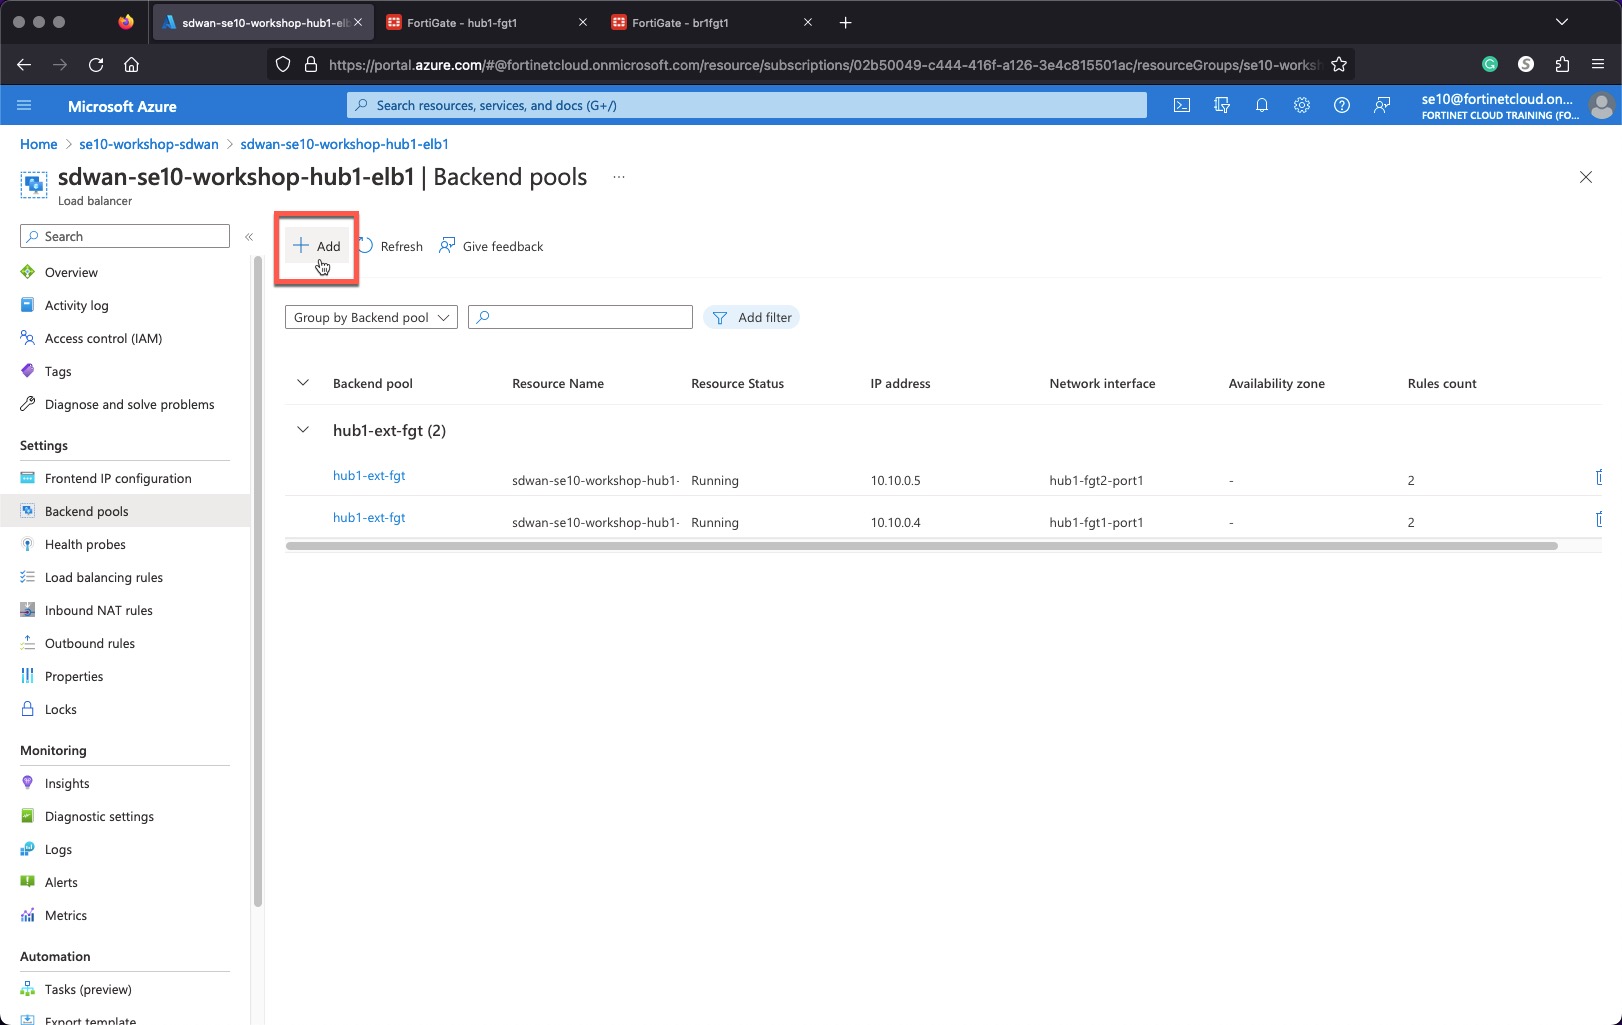 sdwan-se10-workshop-hub1-elb
FortiGate - hub1-fgt1
FortiGate - br1fgt1
https://portal.azure.com/#@fortinetcloud.onmicrosoft.com/resource/subscriptions/02b50049-c444-416f-a126-3e4c815501ac/resourceGroups/se10-worksh
Microsoft Azure
Search resources, services, and docs (G+/)
se10@fortinetcloud.on...
FORTINET CLOUD TRAINING (FO...
Home > se10-workshop-sdwan > sdwan-se10-workshop-hub1-elb1
sdwan-se10-workshop-hub1-elb1 | Backend pools ...
Load balancer
Search
Add
Refresh
Give feedback
Overview
Activity log
Access control (IAM)
Tags
Diagnose and solve problems
Settings
Frontend IP configuration
Backend pools
Health probes
Load balancing rules
Inbound NAT rules
Outbound rules
Properties
Locks
Monitoring
Insights
Diagnostic settings
Logs
Alerts
Metrics
Automation
Tasks (preview)
Export template
Group by Backend pool
Add filter
Backend pool Resource Name Resource Status IP address Network interface Availability zone Rules count
hub1-ext-fgt (2)
hub1-ext-fgt sdwan-se10-workshop-hub1- Running 10.10.0.5 hub1-fgt2-port1 - 2
hub1-ext-fgt sdwan-se10-workshop-hub1- Running 10.10.0.4 hub1-fgt1-port1 - 2